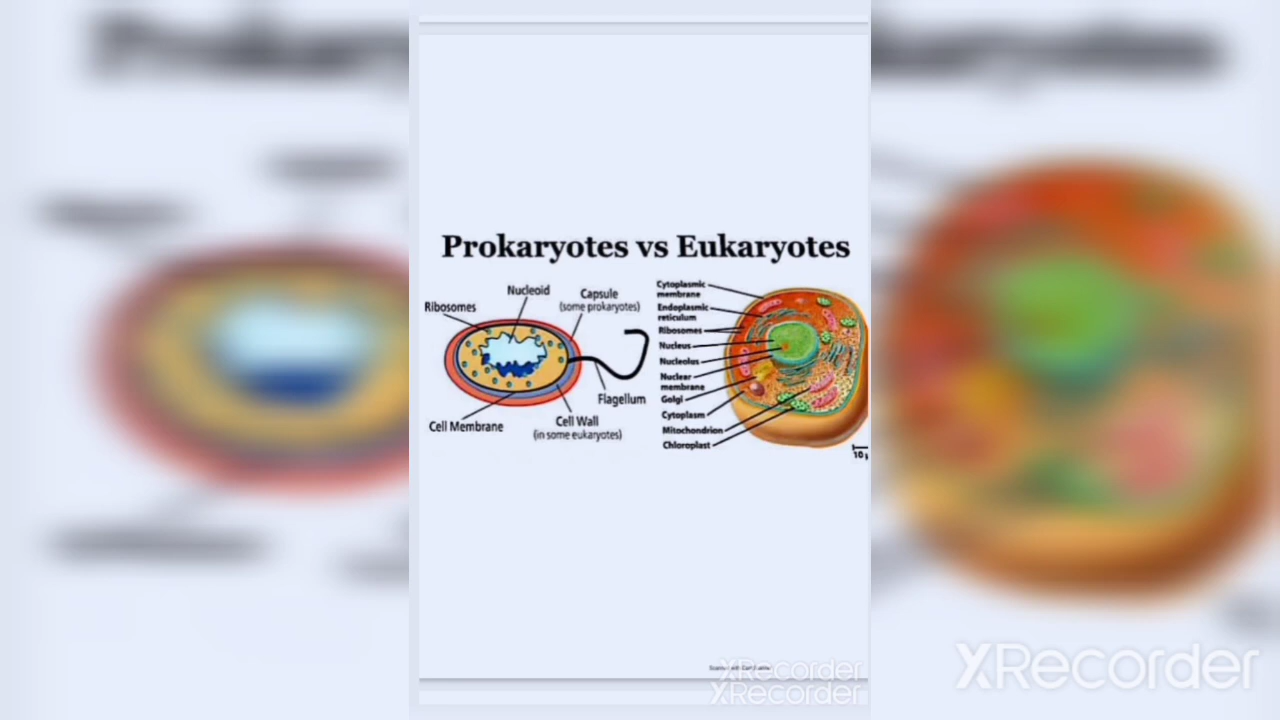 Prokaryotes vs Eukaryotes
Nucleoid
Capsule
(some prokaryotes)
Ribosomes
Flagellum
Cell Wall
(in some eukaryotes)
Cell Membrane
Cytoplasmic
membrane
Endoplasmic
reticulum
Ribosomes
Nucleus
Nucleolus
Nuclear
membrane
Golgi
Cytoplasm
Mitochondrion
Chloroplast
10
XRecorder
XRecorder
XRecorder